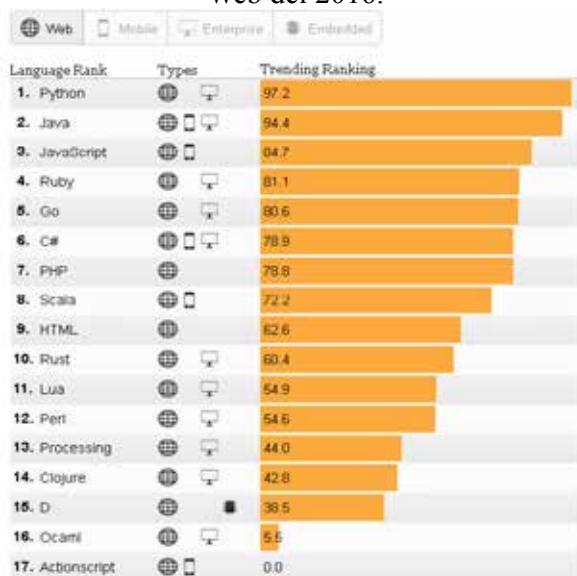 Web del 2016.
Web Mobile Enterprise Embedded
Language Rank Types Trending Ranking
1. Python 97.2
2. Java 94.4
3. JavaScript 84.7
4. Ruby 81.1
5. Go 80.6
6. C# 78.9
7. PHP 78.8
8. Scala 72.2
9. HTML 62.6
10. Rust 60.4
11. Lua 54.9
12. Perl 54.6
13. Processing 44.0
14. Clojure 42.8
15. D 38.5
16. Ocaml 5.5
17. Actionscript 0.0